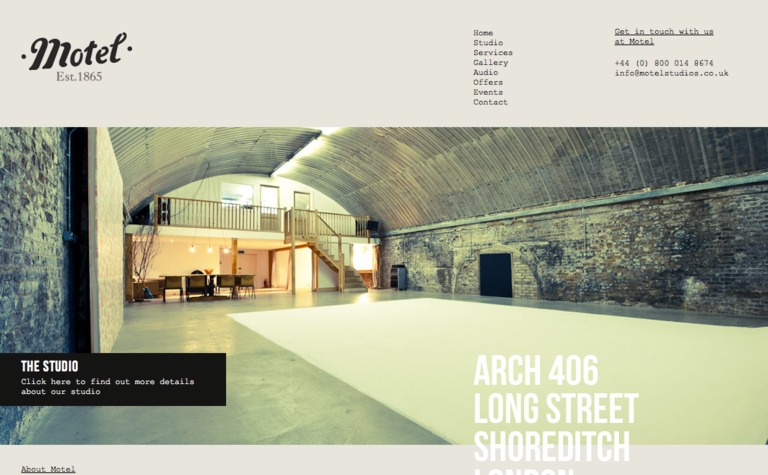 Motel
Est.1865
Home
Studio
Services
Gallery
Audio
Offers
Events
Contact
Get in touch with us
at Motel
+44 (0) 800 014 8674
info@motelstudios.co.uk
THE STUDIO
Click here to find out more details
about our studio
ARCH 406
LONG STREET
SHOREDITCH
LONDON
About Motel